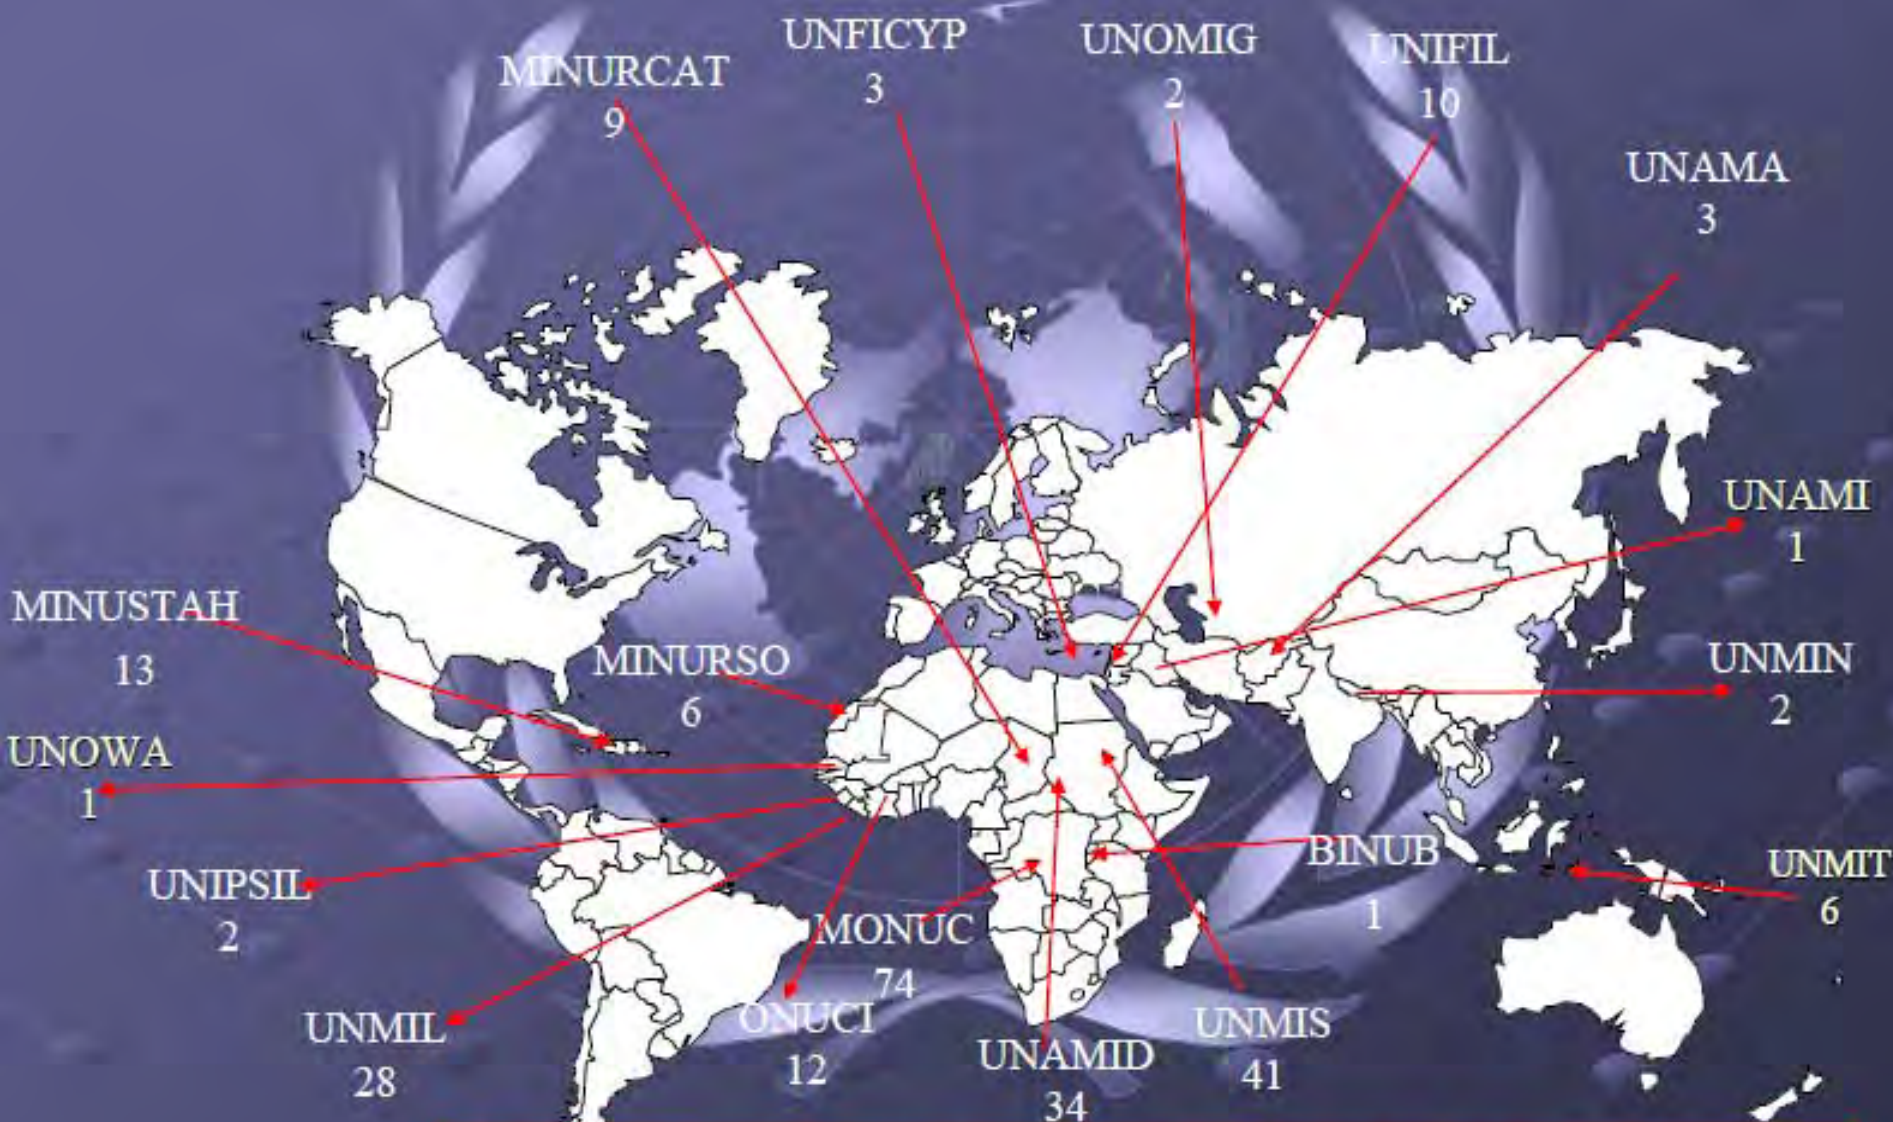 UNFICYP
3
UNOMIG
2
UNIFIL
10
MINURCAT
9
UNAMA
3
UNAMI
1
MINUSTAH
13
MINURSO
6
UNMIN
2
UNOWA
1
BINUB
1
UNMIT
6
UNIPSIL
2
MONUC
74
UNMIL
28
ONUCI
12
UNMIS
41
UNAMID
34